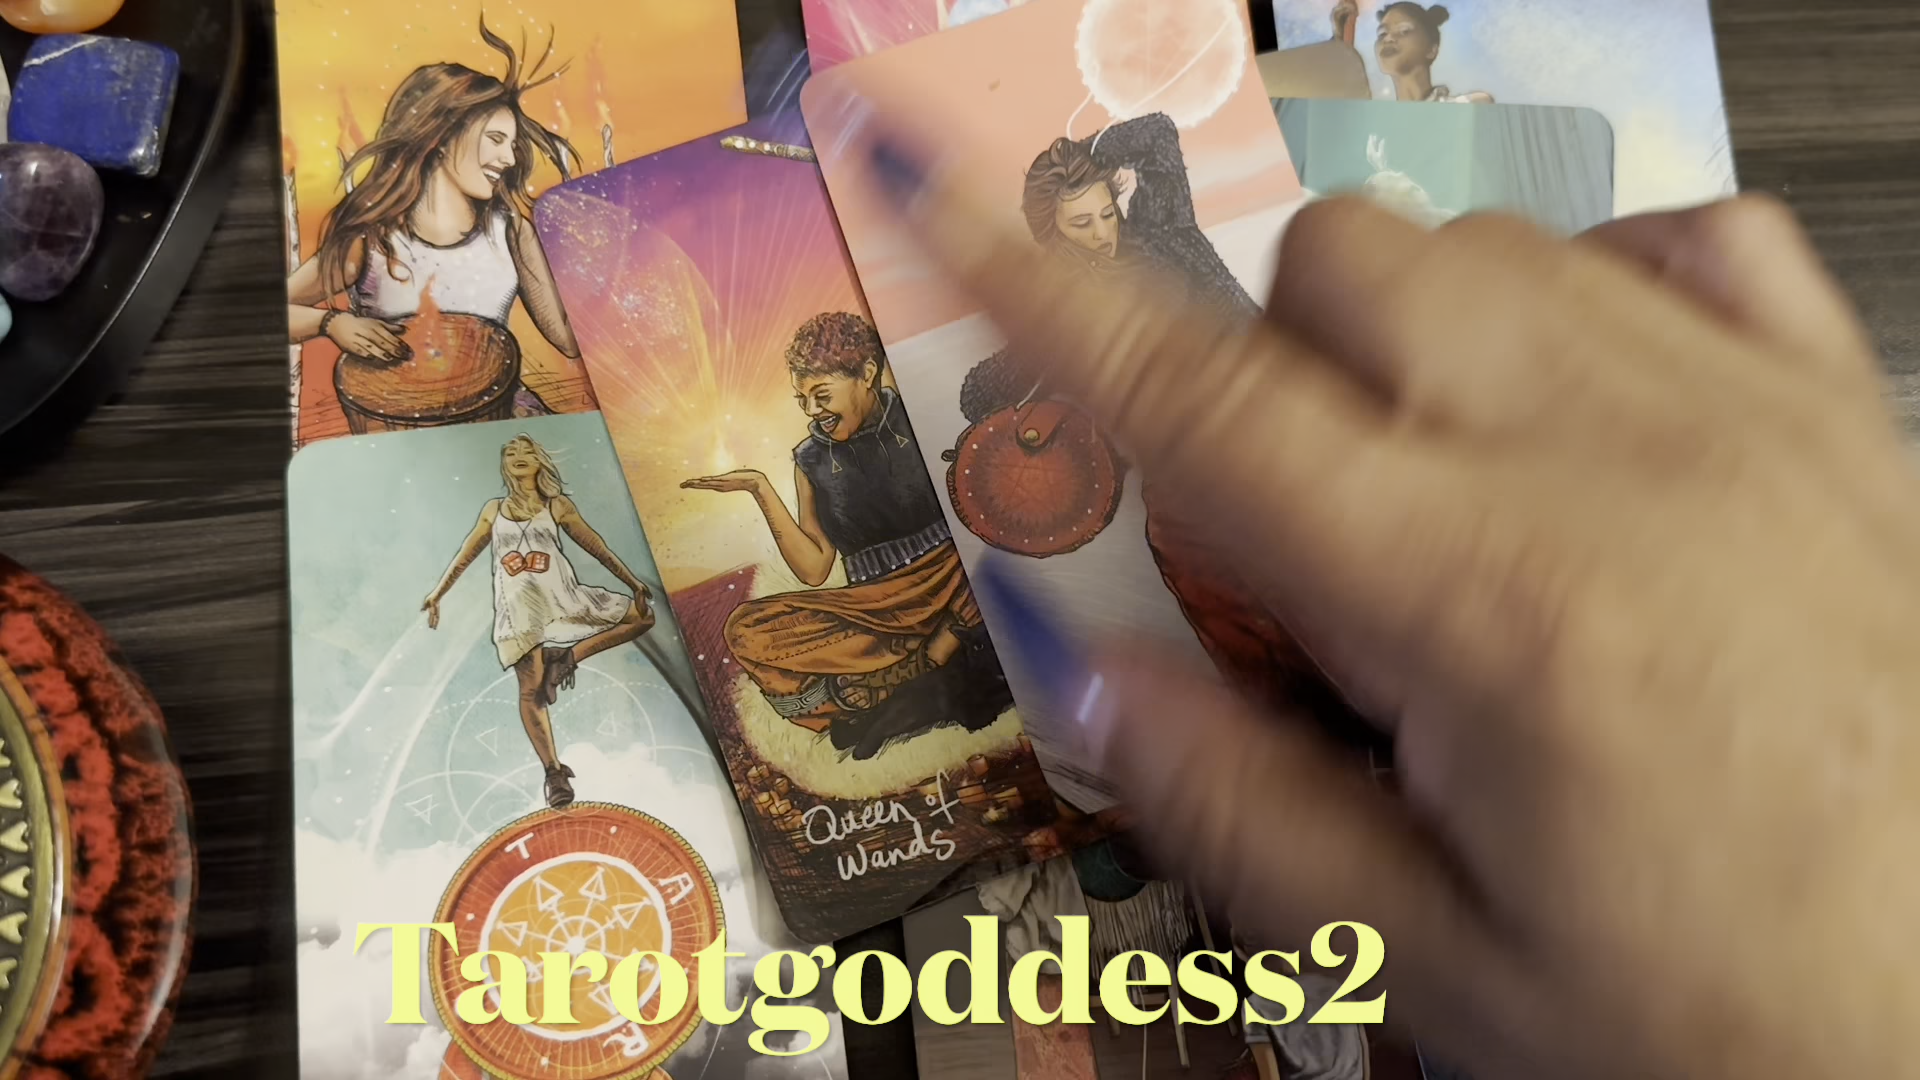 Queen of
Wands
T
A
R
Tarotgoddess2